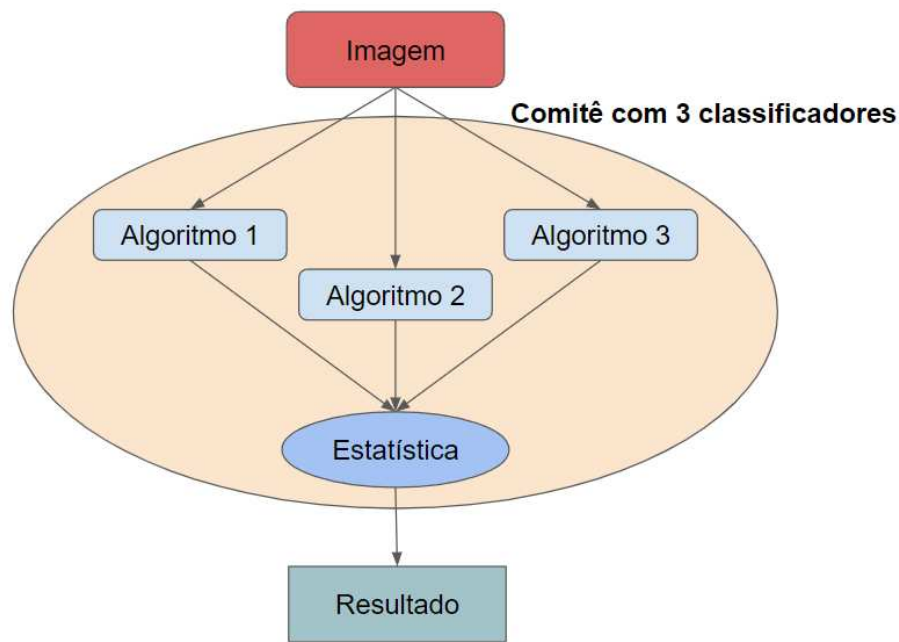 Imagem
Comitê com 3 classificadores
Algoritmo 1
Algoritmo 3
Algoritmo 2
Estatística
Resultado